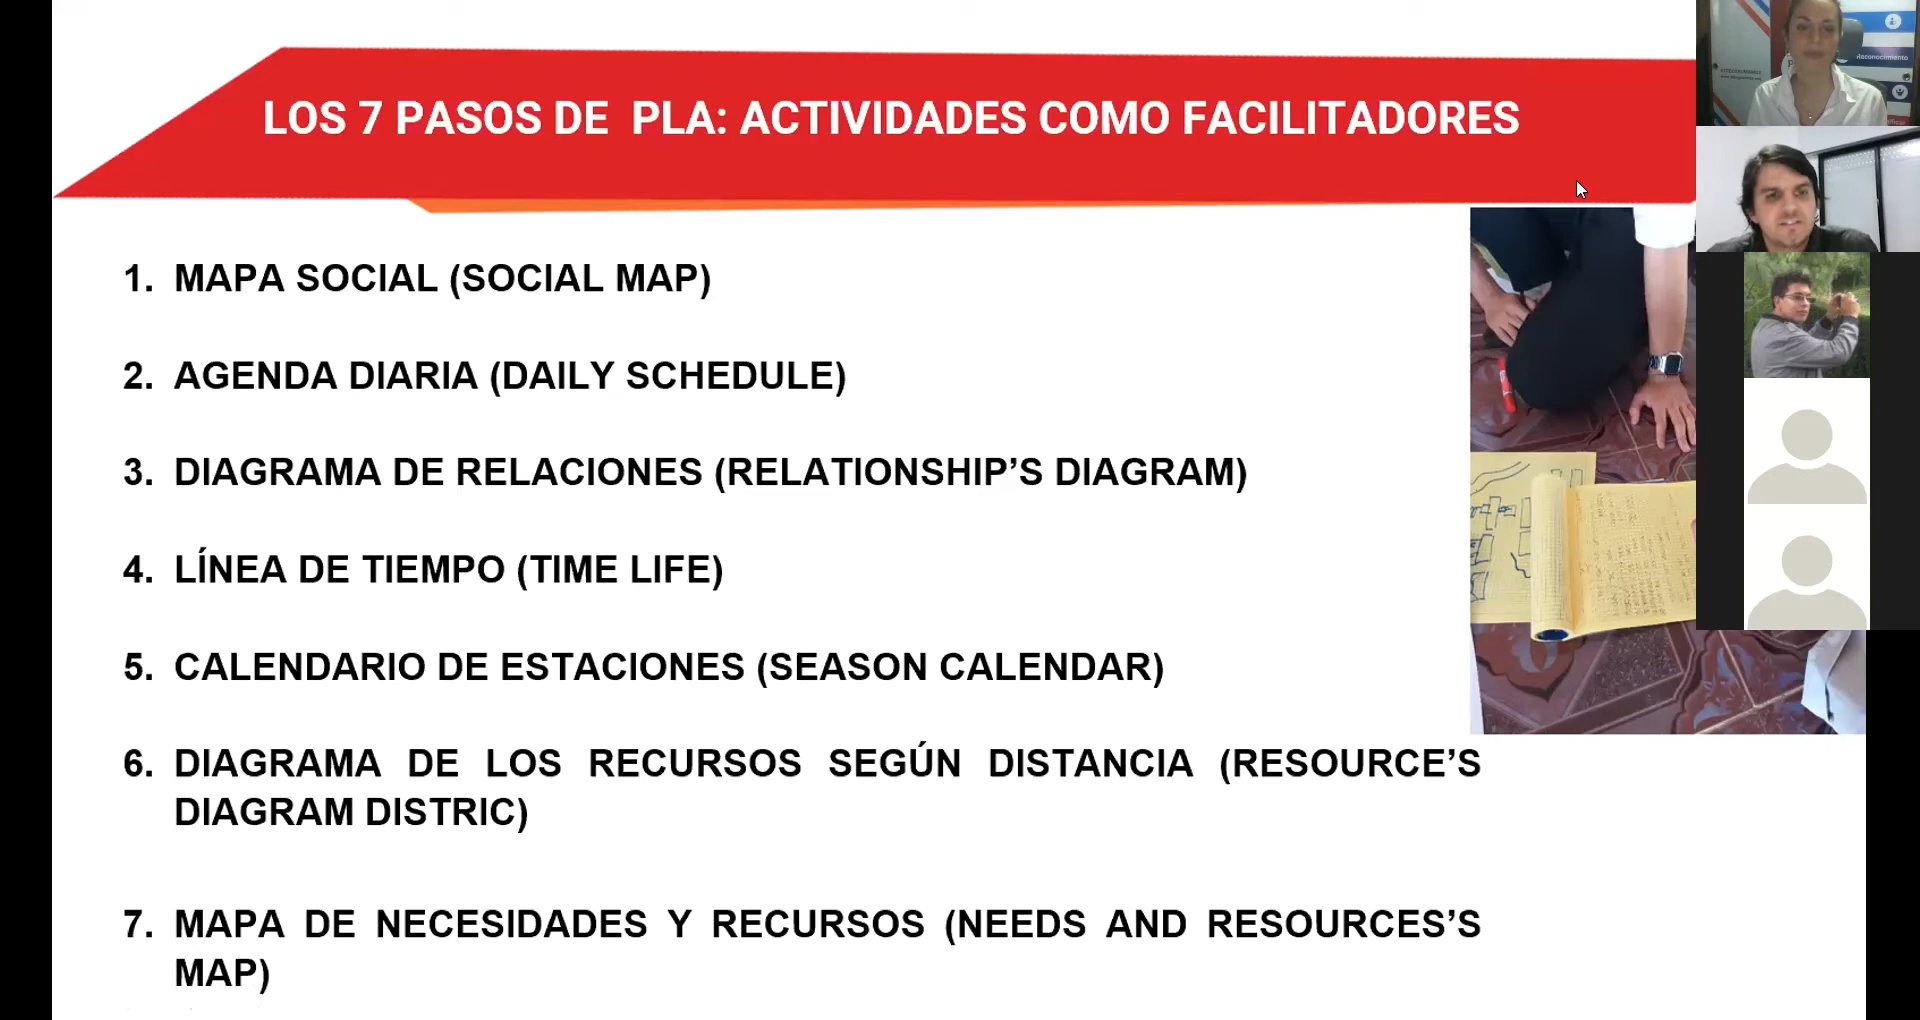 LOS 7 PASOS DE PLA: ACTIVIDADES COMO FACILITADORES
1. MAPA SOCIAL (SOCIAL MAP)
2. AGENDA DIARIA (DAILY SCHEDULE)
3. DIAGRAMA DE RELACIONES (RELATIONSHIP’S DIAGRAM)
4. LÍNEA DE TIEMPO (TIME LIFE)
5. CALENDARIO DE ESTACIONES (SEASON CALENDAR)
6. DIAGRAMA DE LOS RECURSOS SEGÚN DISTANCIA (RESOURCE’S
DIAGRAM DISTRIC)
7. MAPA DE NECESIDADES Y RECURSOS (NEEDS AND RESOURCES’S
MAP)
Reconocimiento